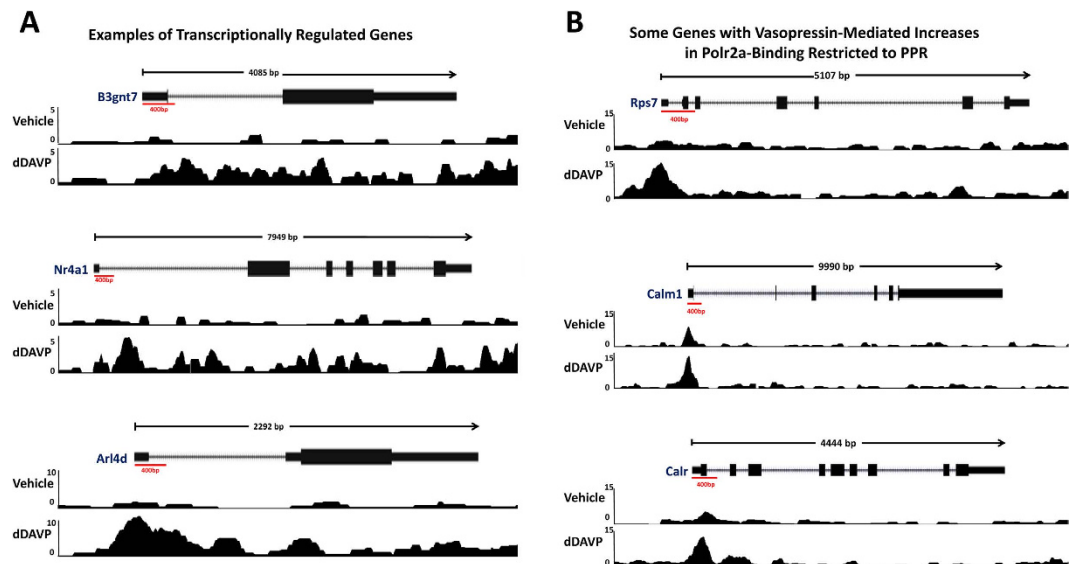 A
Examples of Transcriptionally Regulated Genes
4085 bp
B3gnt7
400bp
5
Vehicle
0
5
dDAVP
0
7949 bp
Nr4a1
400bp
5
Vehicle
0
5
dDAVP
0
2292 bp
Arl4d
400bp
10
Vehicle
0
10
dDAVP
0
B
Some Genes with Vasopressin-Mediated Increases
in Polr2a-Binding Restricted to PPR
5107 bp
Rps7
400bp
15
Vehicle
0
15
dDAVP
0
9990 bp
Calm1
400bp
15
Vehicle
0
15
dDAVP
0
4444 bp
Calr
400bp
15
Vehicle
0
15
dDAVP
0